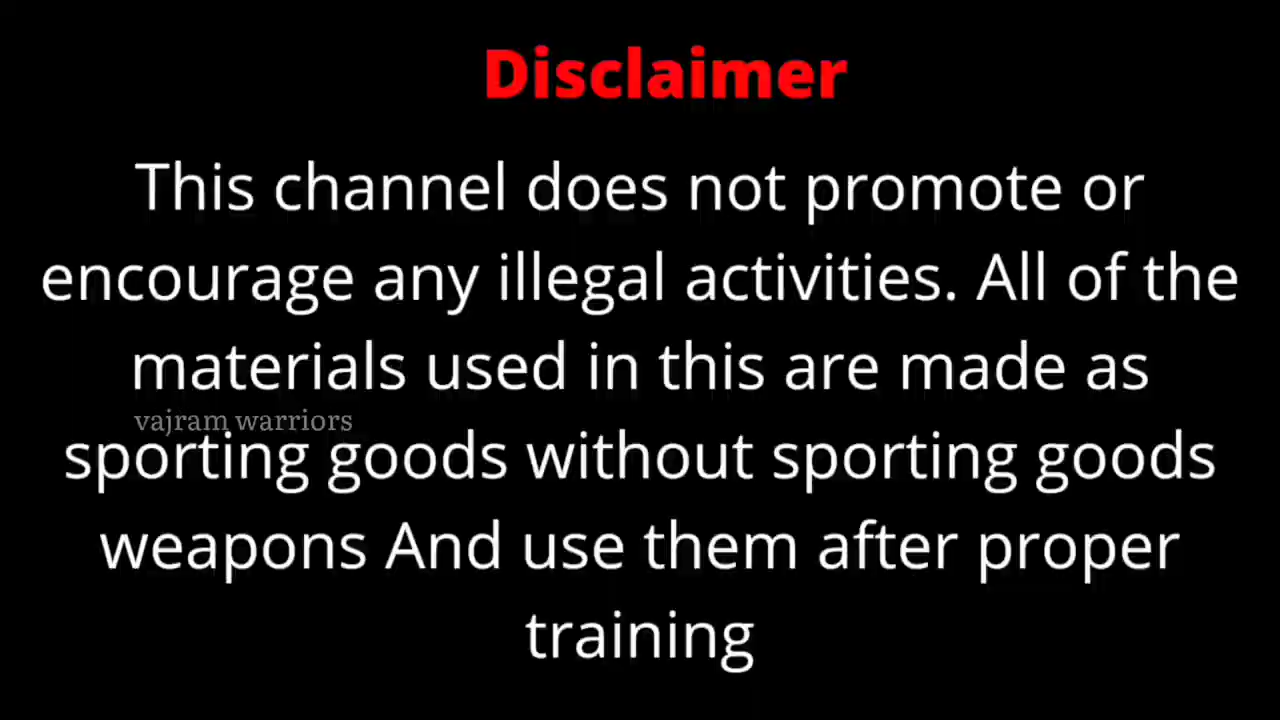 Disclaimer
This channel does not promote or
encourage any illegal activities. All of the
materials used in this are made as
vajram warriors
sporting goods without sporting goods
weapons And use them after proper
training